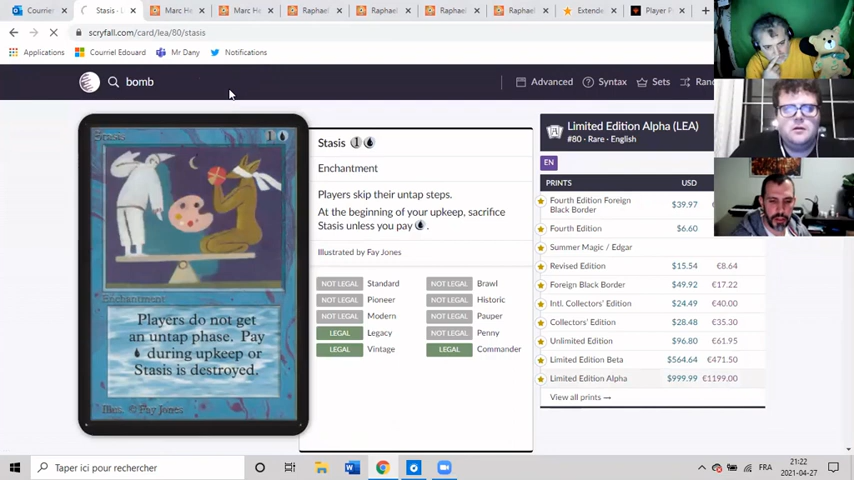 Courrie
Stasis · L
Marc He
Marc He
Raphael
Raphael
Raphael
Raphael
Extende
Player P
scryfall.com/card/lea/80/stasis
Applications
Courriel Edouard
Mr Dany
Notifications
bomb
Advanced
Syntax
Sets
Ran
Stasis 1
Enchantment
Players do not get
an untap phase. Pay
during upkeep or
Stasis is destroyed.
Illus. © Fay Jones
Stasis 1
Enchantment
Players skip their untap steps.
At the beginning of your upkeep, sacrifice
Stasis unless you pay .
Illustrated by Fay Jones
NOT LEGAL Standard NOT LEGAL Brawl
NOT LEGAL Pioneer NOT LEGAL Historic
NOT LEGAL Modern NOT LEGAL Pauper
LEGAL Legacy NOT LEGAL Penny
LEGAL Vintage LEGAL Commander
Limited Edition Alpha (LEA)
#80 · Rare · English
EN
PRINTS USD
Fourth Edition Foreign
Black Border $39.97
Fourth Edition $6.60
Summer Magic / Edgar
Revised Edition $15.54 €8.64
Foreign Black Border $49.92 €17.22
Intl. Collectors' Edition $24.49 €40.00
Collectors' Edition $28.48 €35.30
Unlimited Edition $96.80 €61.95
Limited Edition Beta $564.64 €471.50
Limited Edition Alpha $999.99 €1199.00
View all prints →
Taper ici pour rechercher
FRA
21:22
2021-04-27